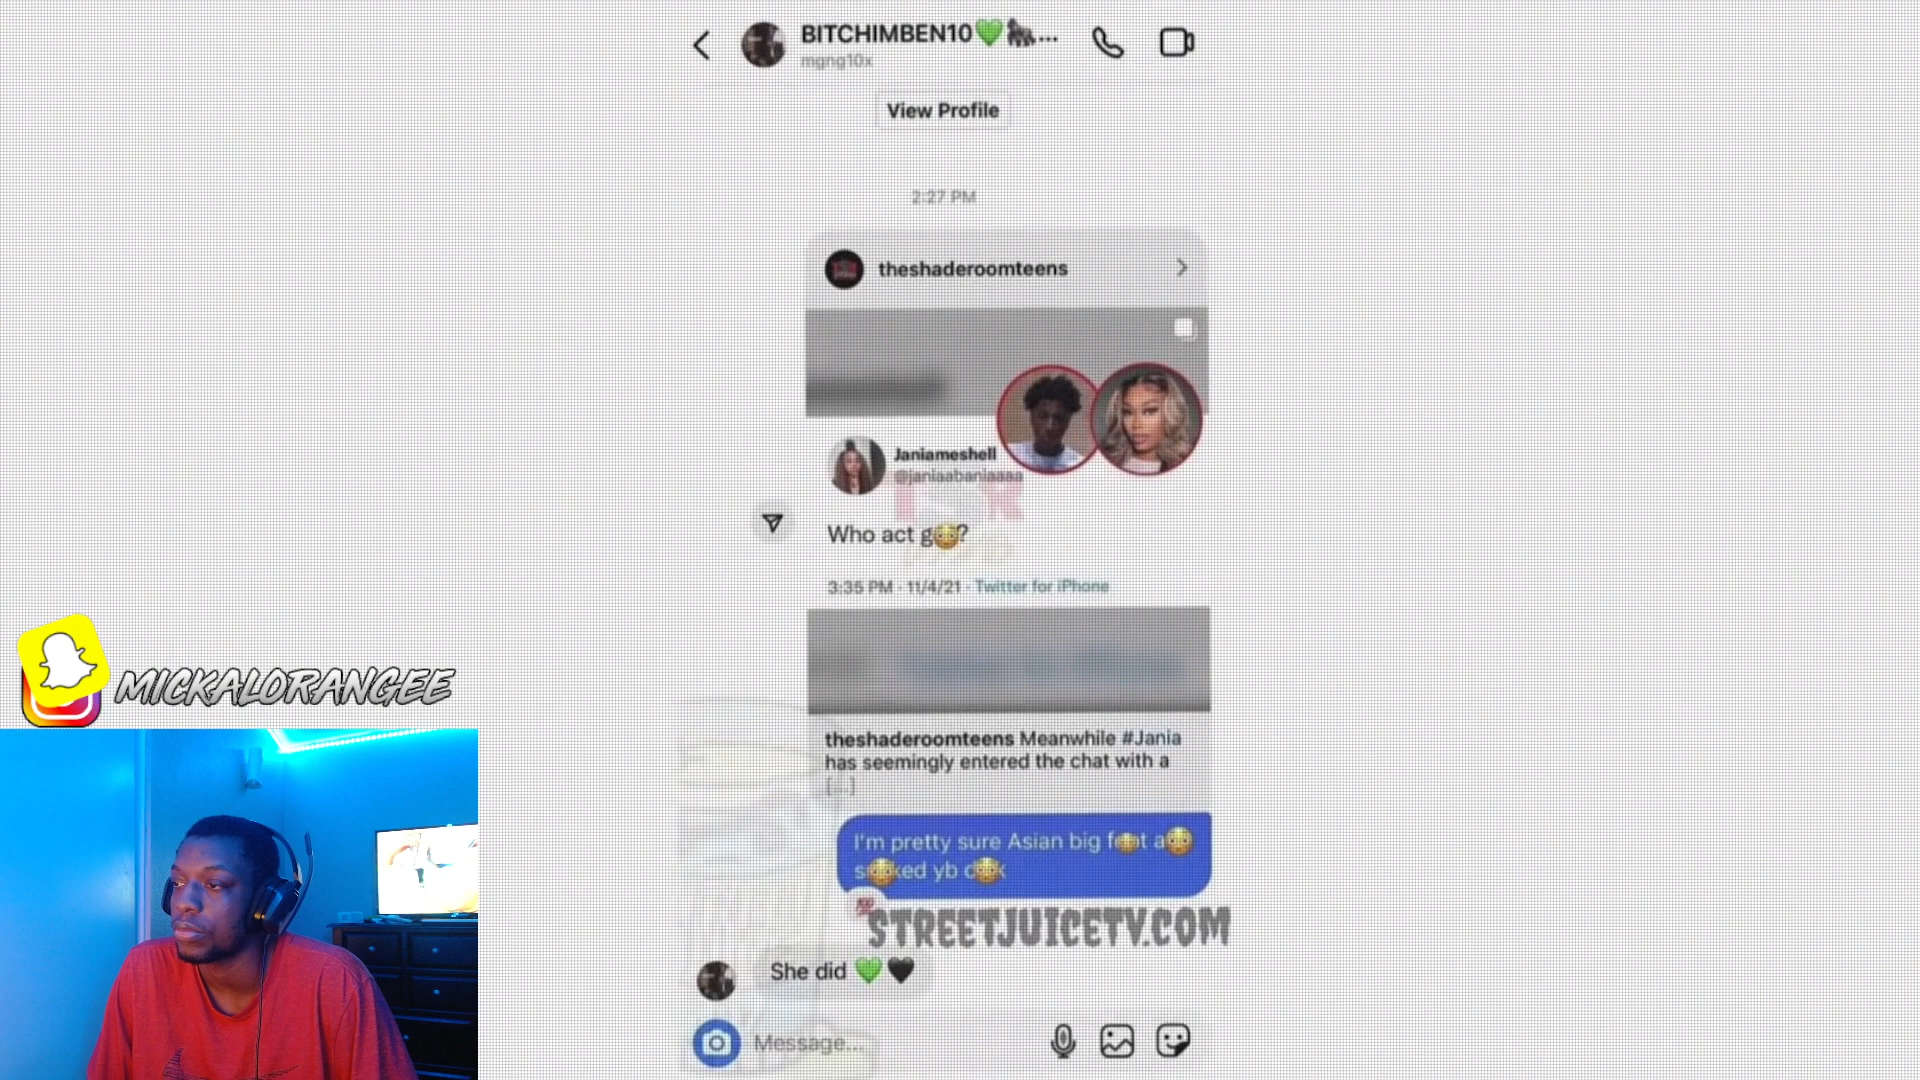 BITCHIMBEN10💚🦍...
mgng10x
View Profile
2:27 PM
theshaderoomteens
Janiameshell
@janiaabaniaaaa
Who act g😳?
3:35 PM · 11/4/21 · Twitter for iPhone
theshaderoomteens Meanwhile #Jania
has seemingly entered the chat with a
[...]
I'm pretty sure Asian big f😳t a😳
s😳ked yb c😳k
💯
STREETJUICETV.COM
She did 💚🖤
Message...
MICKALORANGEE